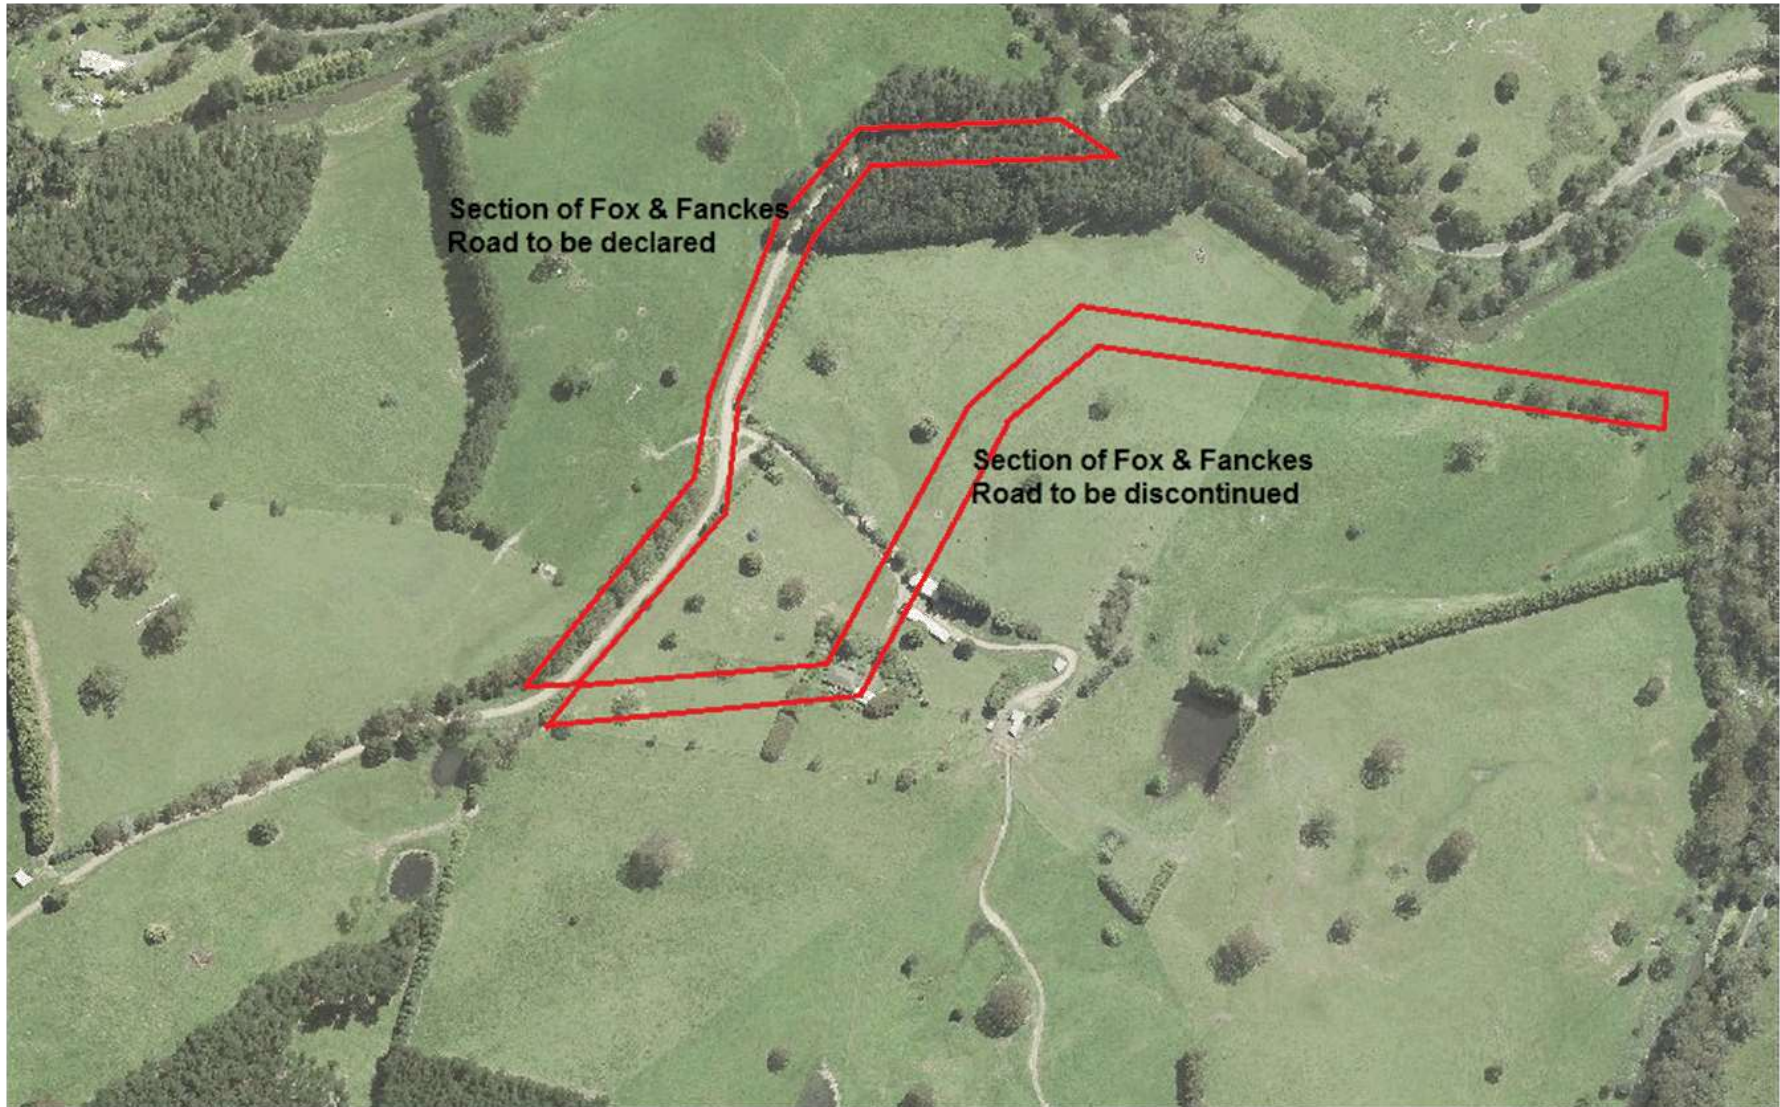 Section of Fox & Fanckes
Road to be declared
Section of Fox & Fanckes
Road to be discontinued